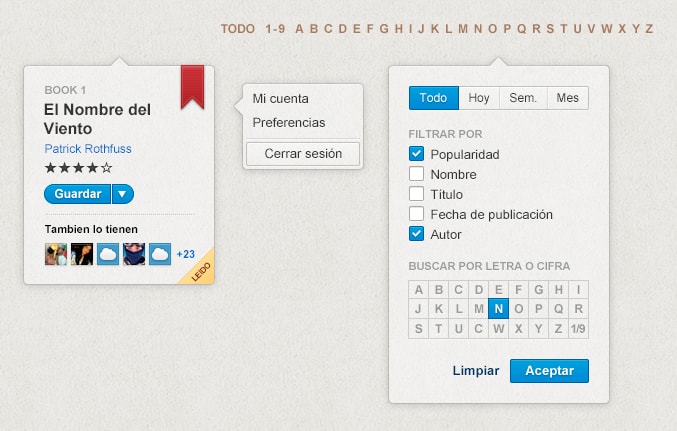 TODO 1-9 A B C D E F G H I J K L M N O P Q R S T U V W X Y Z
BOOK 1
El Nombre del
Viento
Patrick Rothfuss
Guardar
Tambien lo tienen
+23
LEIDO
Mi cuenta
Preferencias
Cerrar sesión
Todo Hoy Sem. Mes
FILTRAR POR
Popularidad
Nombre
Título
Fecha de publicación
Autor
BUSCAR POR LETRA O CIFRA
A B C D E F G H I
J K L M N O P Q R
S T U C W X Y Z 1/9
Limpiar Aceptar